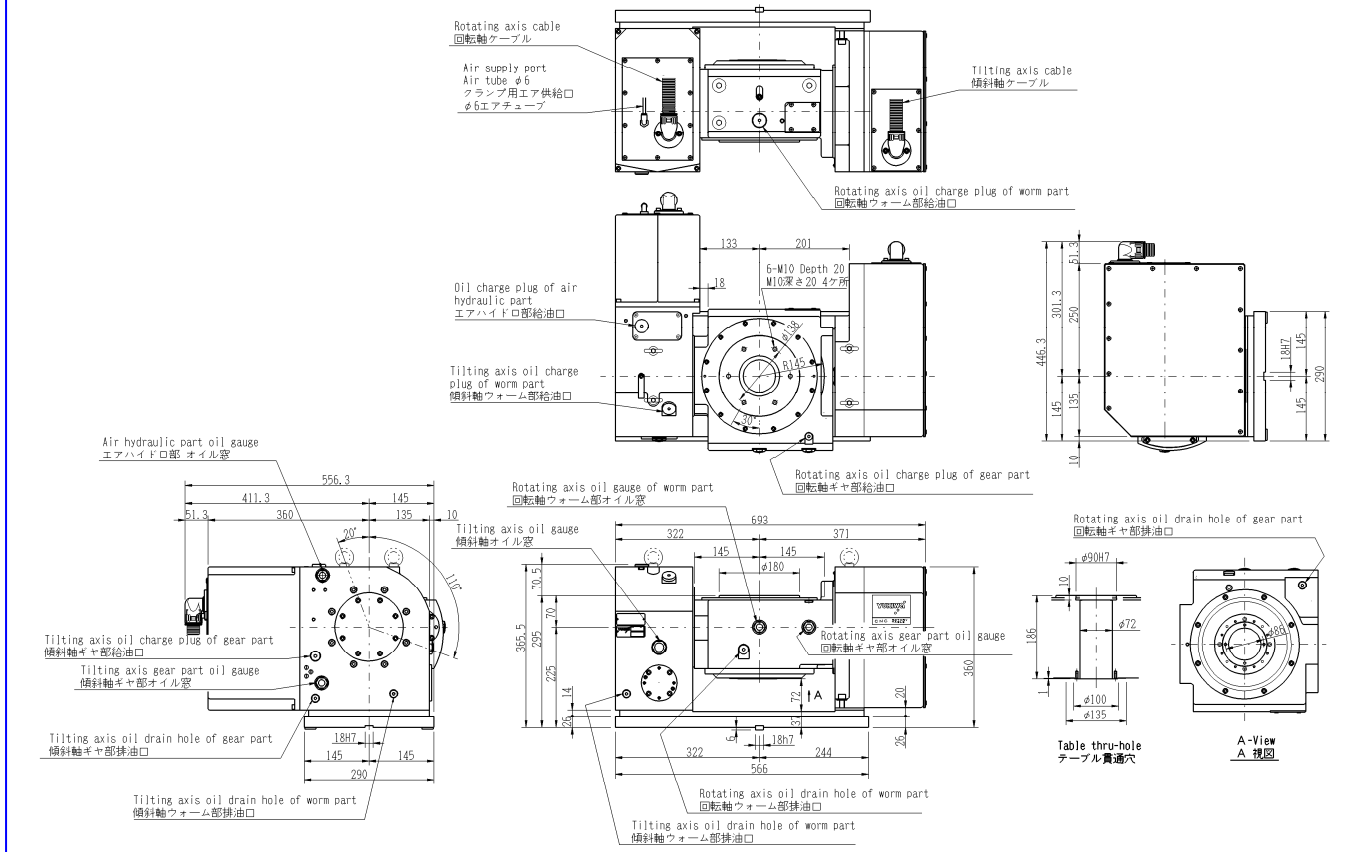 Rotating axis cable
回転軸ケーブル
Air supply port
Air tube φ6
クランプ用エア供給口
φ6エアチューブ
Tilting axis cable
傾斜軸ケーブル
Rotating axis oil charge plug of worm part
回転軸ウォーム部給油口
133
201
18
6-M10 Depth 20
M10深さ20 4ケ所
φ138
R145
30°
Oil charge plug of air
hydraulic part
エアハイドロ部給油口
Tilting axis oil charge
plug of worm part
傾斜軸ウォーム部給油口
Rotating axis oil charge plug of gear part
回転軸ギヤ部給油口
446.3
301.3
145
51.3
250
135
10
18H7
145
145
290
Air hydraulic part oil gauge
エアハイドロ部 オイル窓
556.3
411.3
145
51.3
360
135
10
20°
110°
Tilting axis oil charge plug of gear part
傾斜軸ギヤ部給油口
Tilting axis gear part oil gauge
傾斜軸ギヤ部オイル窓
Tilting axis oil drain hole of gear part
傾斜軸ギヤ部排油口
18H7
145
145
290
Tilting axis oil drain hole of worm part
傾斜軸ウォーム部排油口
Rotating axis oil gauge of worm part
回転軸ウォーム部オイル窓
Tilting axis oil gauge
傾斜軸オイル窓
693
322
371
145
145
φ180
365.5
70.5
295
70
225
14
26
YUKIWA
CNC
Rotating axis gear part oil gauge
回転軸ギヤ部オイル窓
72
A
37
20
26
360
6
18h7
322
244
566
Rotating axis oil drain hole of worm part
回転軸ウォーム部排油口
Tilting axis oil drain hole of worm part
傾斜軸ウォーム部排油口
Rotating axis oil drain hole of gear part
回転軸ギヤ部排油口
φ90H7
10
186
φ72
1
φ100
φ135
Table thru-hole
テーブル貫通穴
φ86
A-View
A 視図